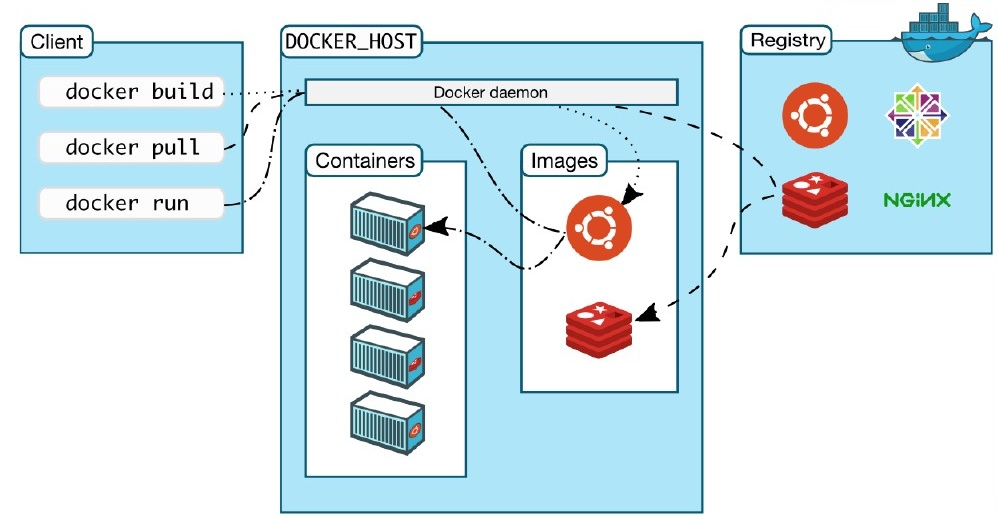 Client
docker build
docker pull
docker run
DOCKER_HOST
Docker daemon
Containers
Images
Registry
NGINX